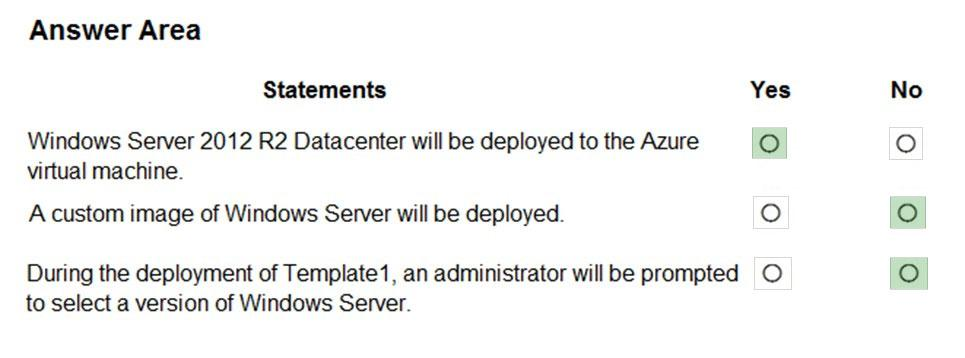 Answer Area
Statements Yes No
Windows Server 2012 R2 Datacenter will be deployed to the Azure
virtual machine.
A custom image of Windows Server will be deployed.
During the deployment of Template1, an administrator will be prompted
to select a version of Windows Server.